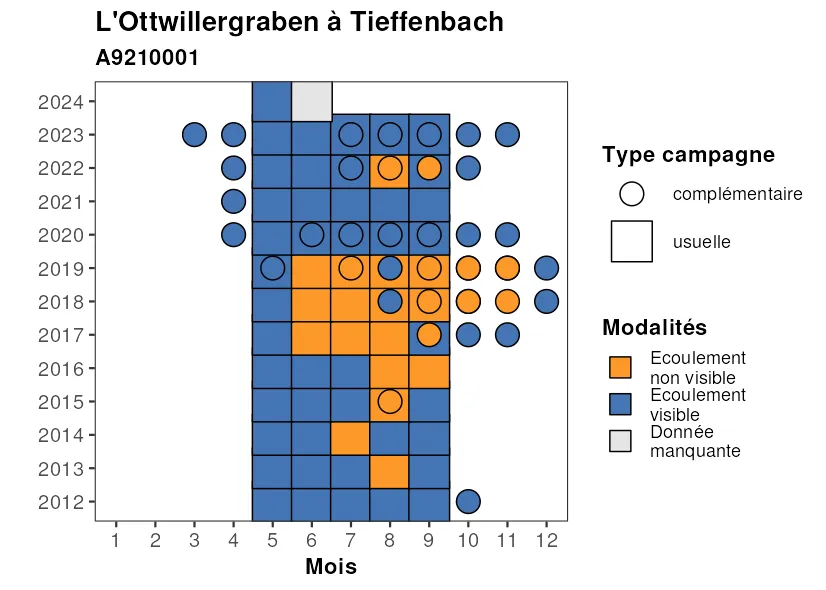 L'Ottwillergraben à Tieffenbach
A9210001
2024
2023
2022
2021
2020
2019
2018
2017
2016
2015
2014
2013
2012
1 2 3 4 5 6 7 8 9 10 11 12
Mois
Type campagne
complémentaire
usuelle
Modalités
Ecoulement
non visible
Ecoulement
visible
Donnée
manquante